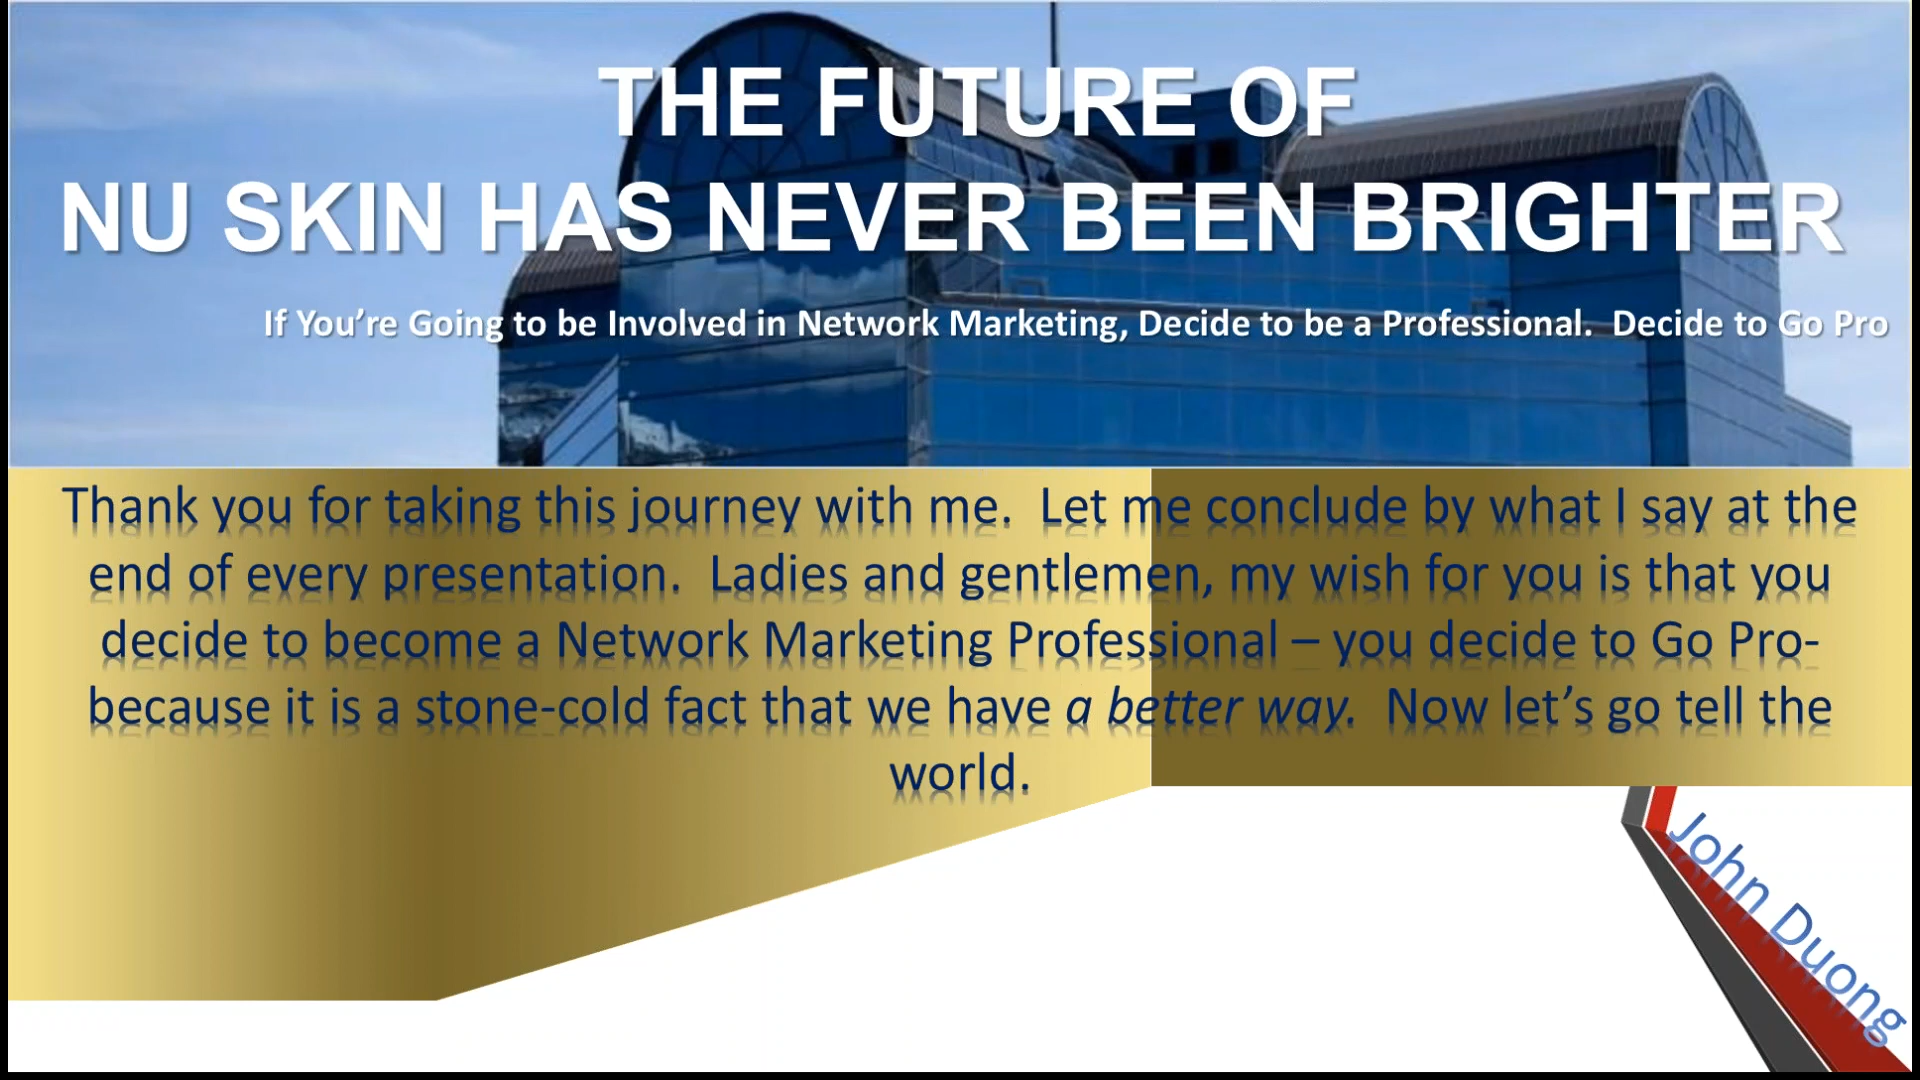 THE FUTURE OF
NU SKIN HAS NEVER BEEN BRIGHTER
If You’re Going to be Involved in Network Marketing, Decide to be a Professional.  Decide to Go Pro
Thank you for taking this journey with me.  Let me conclude by what I say at the
end of every presentation.  Ladies and gentlemen, my wish for you is that you
decide to become a Network Marketing Professional – you decide to Go Pro-
because it is a stone-cold fact that we have a better way.  Now let’s go tell the
world.
John Duong